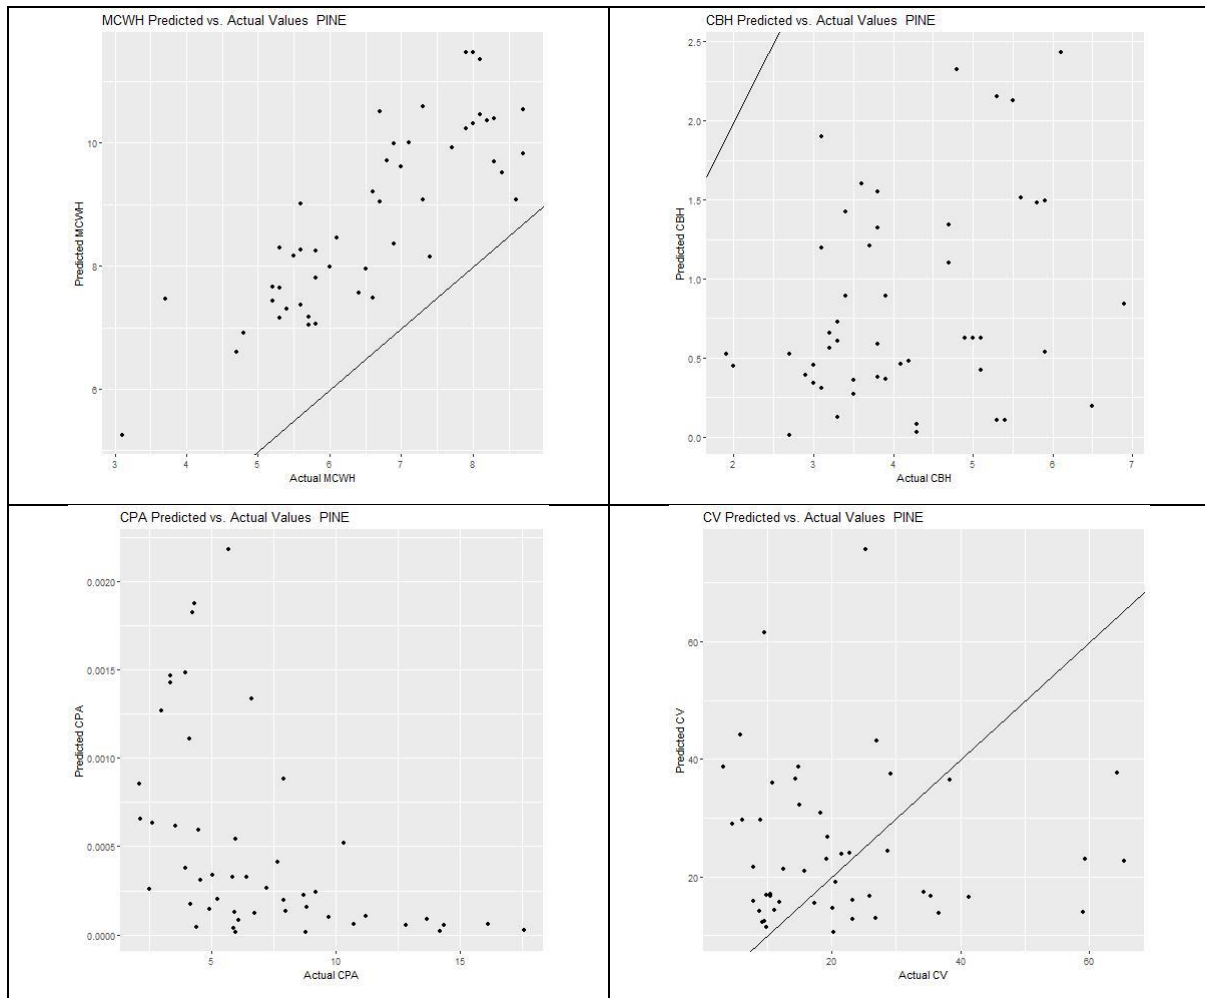 MCWH Predicted vs. Actual Values PINE
10
8
6
Predicted MCWH
3 4 5 6 7 8
Actual MCWH
CBH Predicted vs. Actual Values PINE
2.5
2.0
1.5
1.0
0.5
0.0
Predicted CBH
2 3 4 5 6 7
Actual CBH
CPA Predicted vs. Actual Values PINE
0.0020
0.0015
0.0010
0.0005
0.0000
Predicted CPA
5 10 15
Actual CPA
CV Predicted vs. Actual Values PINE
60
40
20
Predicted CV
20 40 60
Actual CV